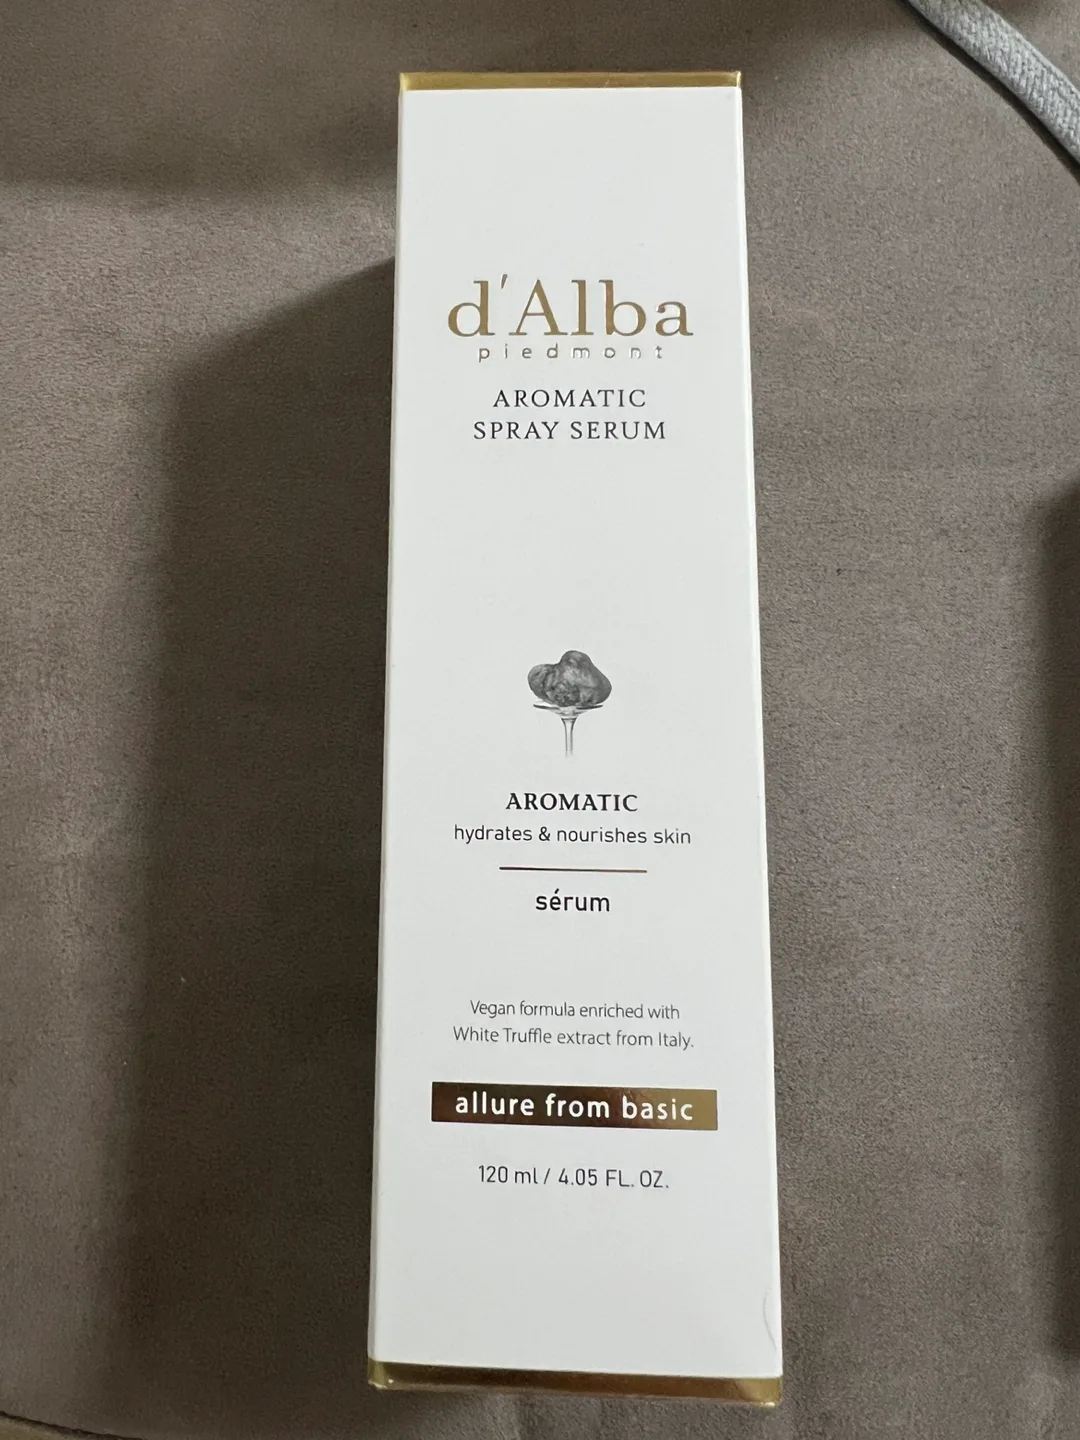 d'Alba
piedmont
AROMATIC
SPRAY SERUM
AROMATIC
hydrates & nourishes skin
sérum
Vegan formula enriched with
White Truffle extract from Italy.
allure from basic
120 ml / 4.05 FL. OZ.